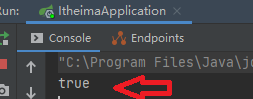 Run: ItheimaApplication
Console Endpoints
"C:\Program Files\Java\j
true